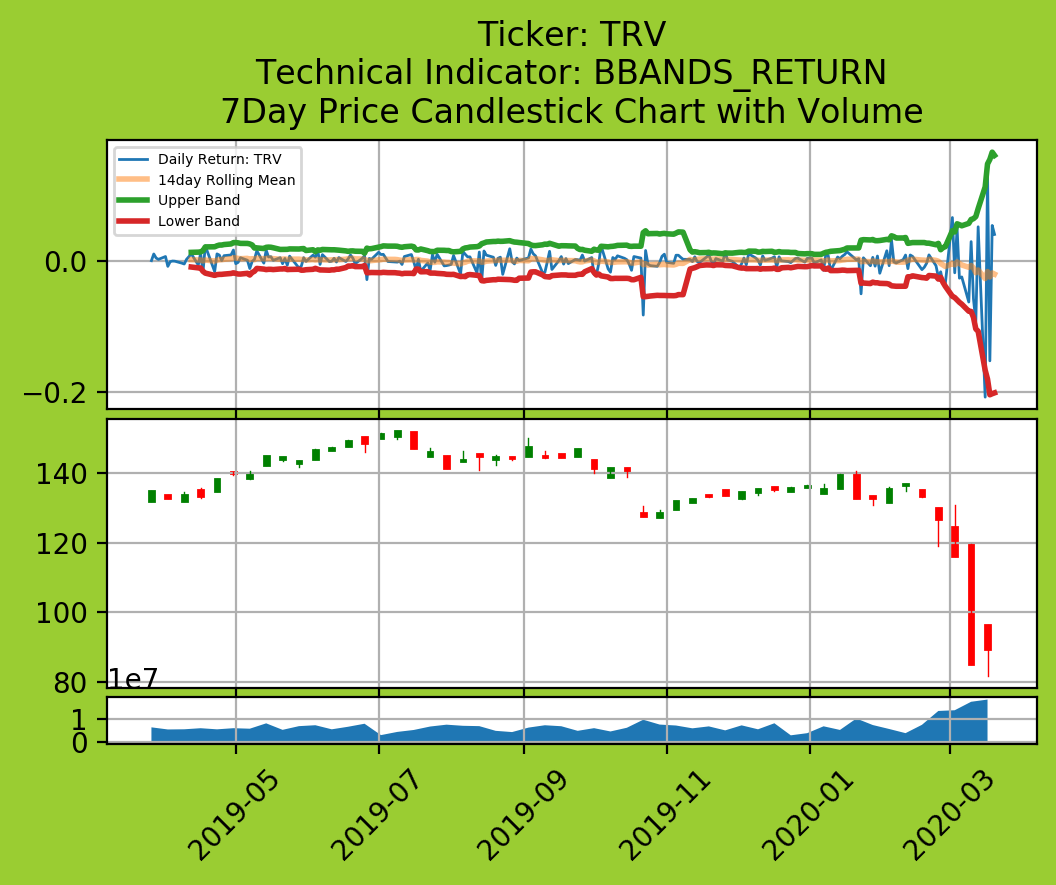 Ticker: TRV
Technical Indicator: BBANDS_RETURN
7Day Price Candlestick Chart with Volume
Daily Return: TRV
14day Rolling Mean
Upper Band
Lower Band
0.0
−0.2
140
120
100
80
1e7
1
0
2019-05
2019-07
2019-09
2019-11
2020-01
2020-03